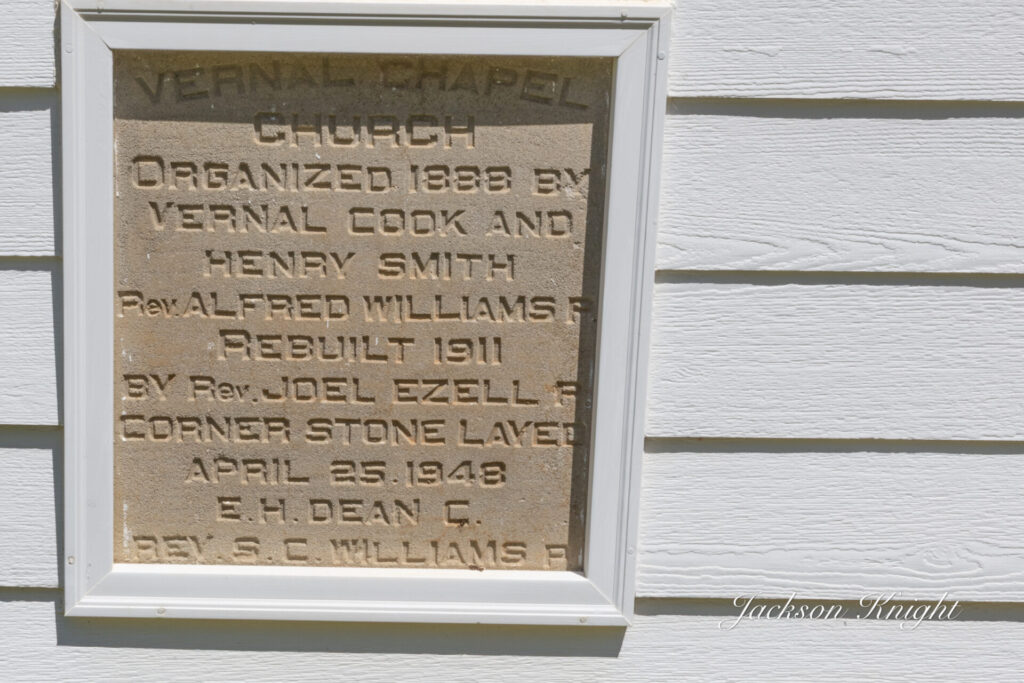 VERNAL CHAPEL
CHURCH
ORGANIZED 1888 BY
VERNAL COOK AND
HENRY SMITH
Rev. ALFRED WILLIAMS P
REBUILT 1911
BY Rev. JOEL EZELL P
CORNER STONE LAYED
APRIL 25.1948
E.H. DEAN C.
REV. S.C. WILLIAMS P
Jackson Knight